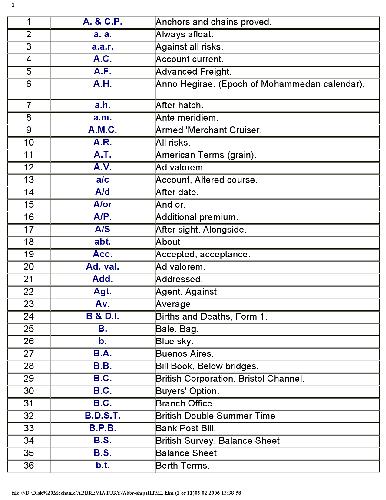 1
1 A. & C.P. Anchors and chains proved.
2 a. a. Always afloat.
3 a.a.r. Against all risks.
4 A.C. Account current.
5 A.F. Advanced Freight.
6 A.H. Anno Hegirae. (Epoch of Mohammedan calendar).
7 a.h. After hatch.
8 a.m. Ante meridiem.
9 A.M.C. Armed 'Merchant Cruiser.
10 A.R. All risks.
11 A.T. American Terms (grain).
12 A.V. Ad valorem
13 a/c Account, Altered course.
14 A/d After date.
15 A/or And or.
16 A/P. Additional premium.
17 A/S After sight. Alongside.
18 abt. About
19 Acc. Accepted, acceptance.
20 Ad. val. Ad valorem.
21 Add. Addressed.
22 Agt. Agent. Against
23 Av. Average
24 B & D.I. Births and Deaths, Form 1.
25 B. Bale. Bag.
26 b. Blue sky.
27 B.A. Buenos Aires.
28 B.B. Bill Book, Below bridges.
29 B.C. British Corporation. Bristol Channel.
30 B.C. Buyers' Option.
31 B.C. Branch Office
32 B.D.S.T. British Double Summer Time
33 B.P.B. Bank Post Bill.
34 B.S. British Survey. Balance Sheet
35 B.S. Balance Sheet
36 b.t. Berth Terms.